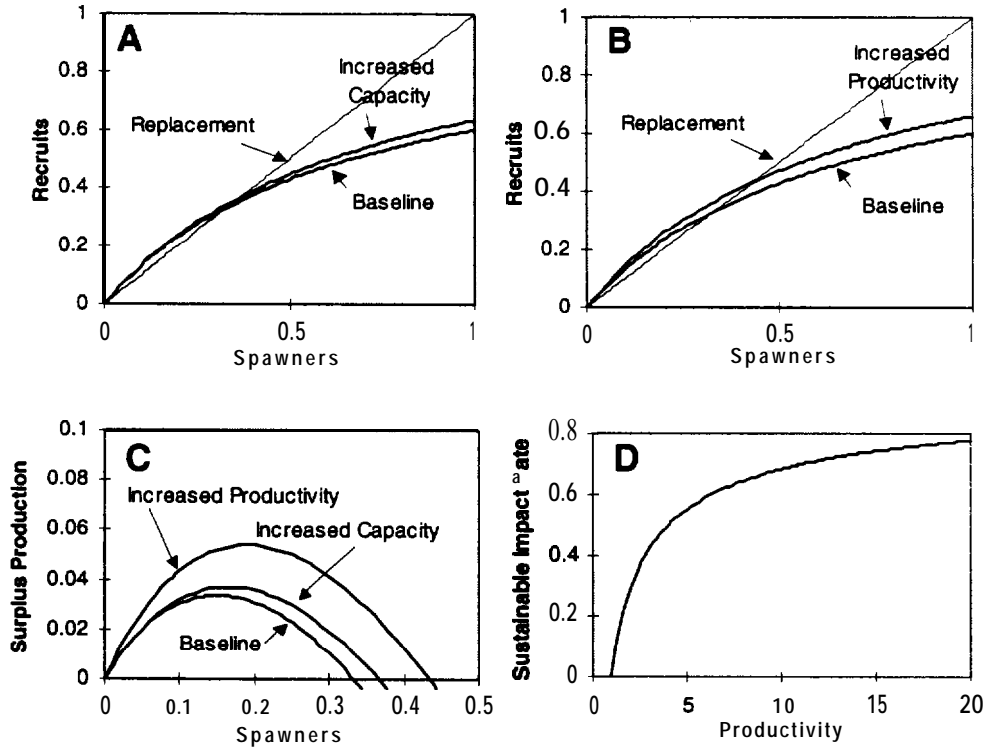 A
1
0.8
0.6
0.4
0.2
0
Recruits
Increased
Capacity
Replacement
Baseline
0
0.5
1
Spawners
B
1
0.8
0.6
0.4
0.2
0
Recruits
Increased
Productivity
Replacement
Baseline
0
0.5
1
Spawners
C
0.1
0.08
0.06
0.04
0.02
0
Surplus Production
Increased Productivity
Increased Capacity
Baseline
0
0.1
0.2
0.3
0.4
0.5
Spawners
D
0.8
0.6
0.4
0.2
0
Sustainable Impact ate
0
5
10
15
20
Productivity